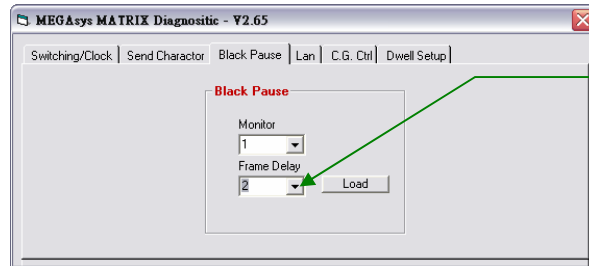 MEGAsys MATRIX Diagnositic - V2.65
Switching/Clock Send Charactor Black Pause Lan C.G. Ctrl Dwell Setup
Black Pause
Monitor
1
Frame Delay
2 Load